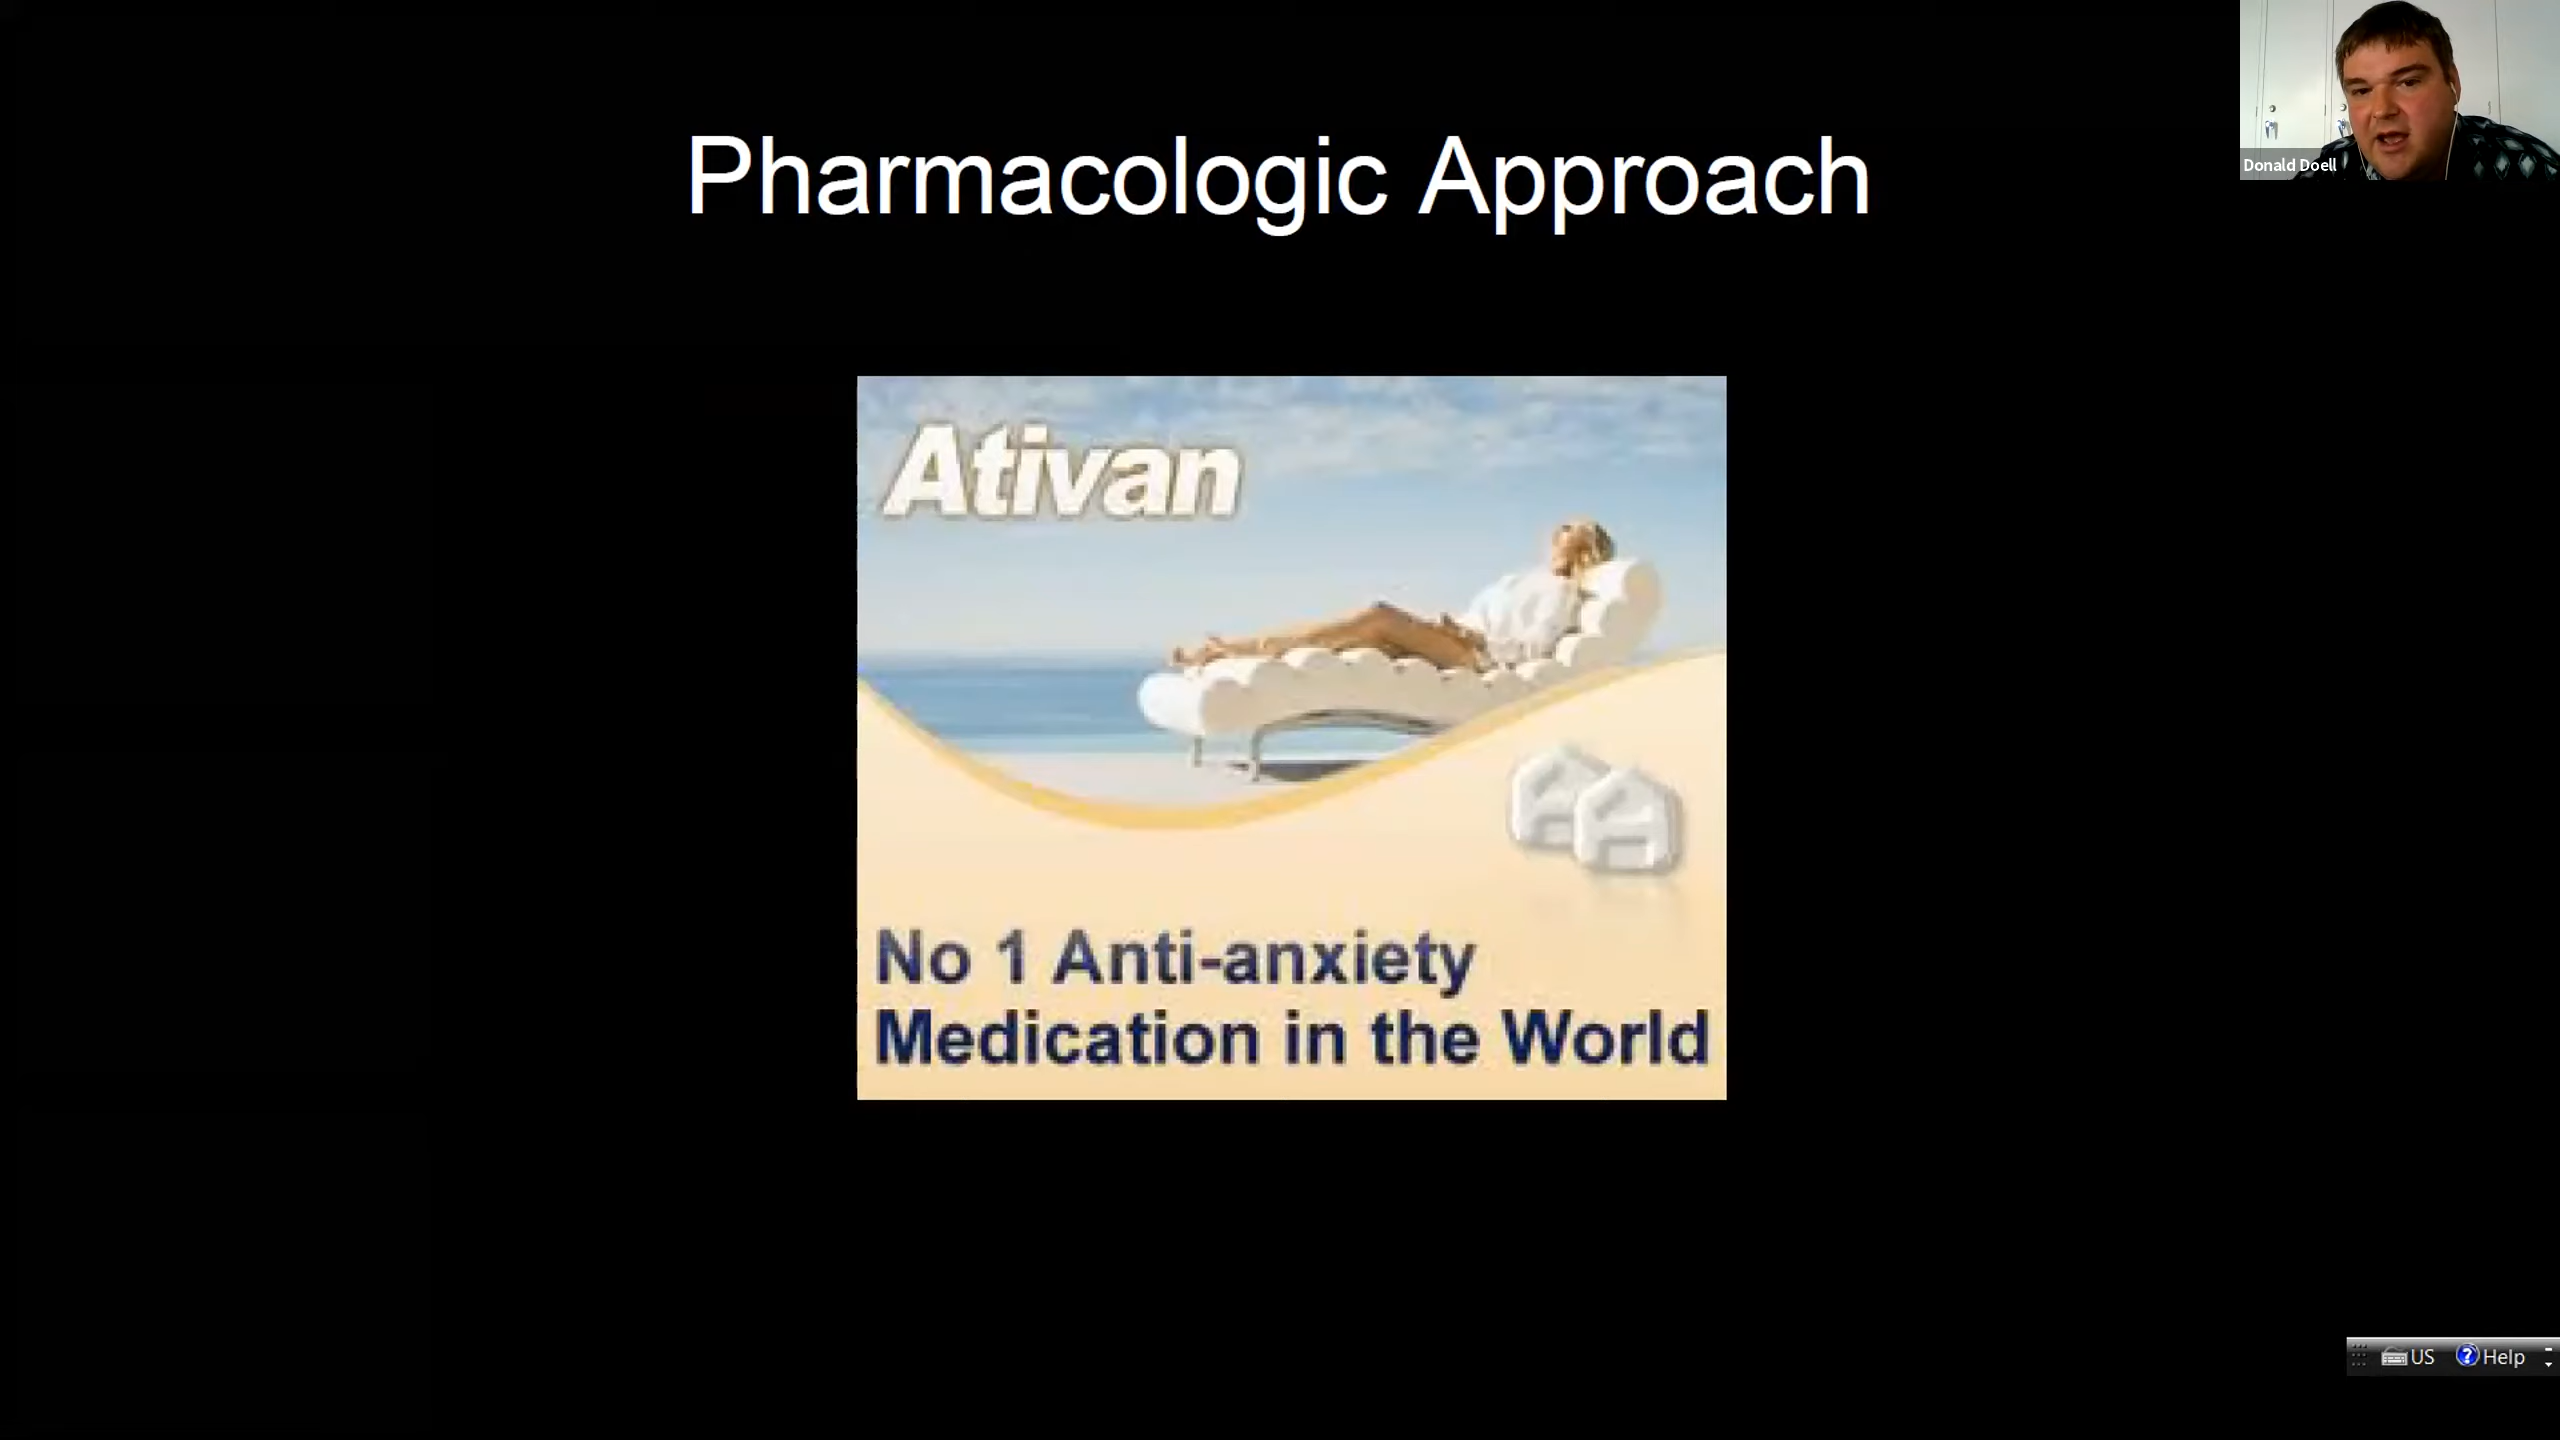 Pharmacologic Approach
Donald Doell
Ativan
No 1 Anti-anxiety
Medication in the World
US Help